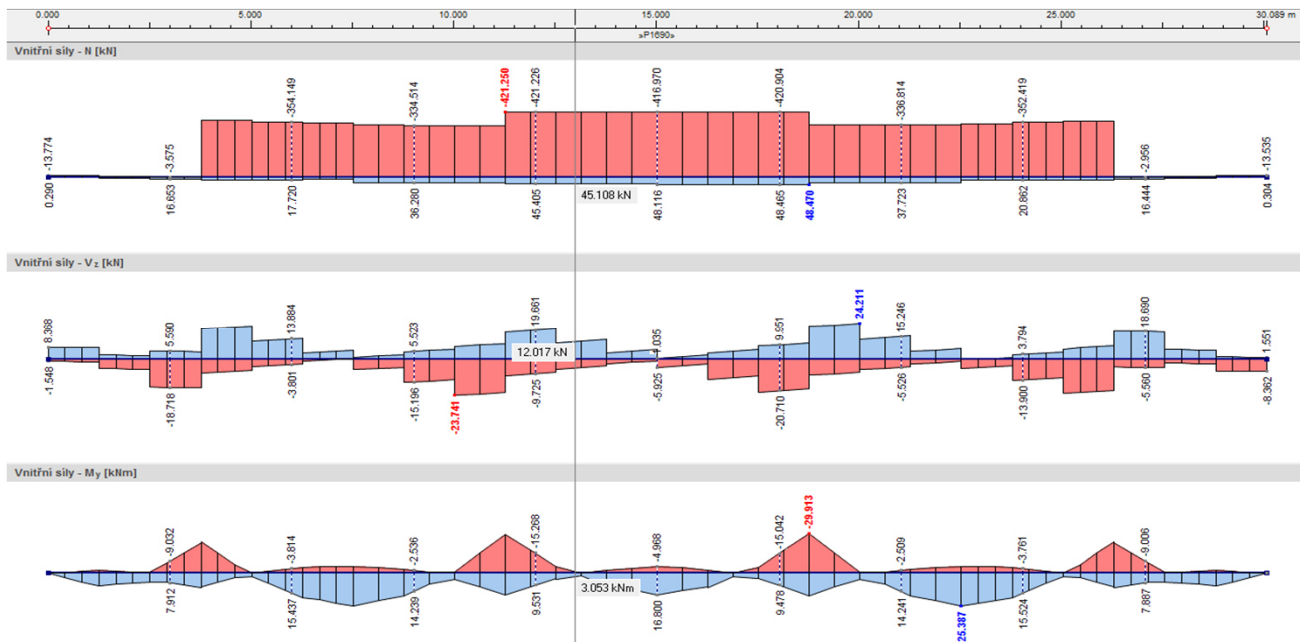 0.000 5.000 10.000 15.000 20.000 25.000 30.089 m
»P1690»
Vnitřní síly - N [kN]
-13.774 -3.575 -354.149 -334.514 -421.250 -421.226 -416.970 -420.904 -336.814 -352.419 -2.956 -13.535
0.290 16.653 17.720 36.280 45.405 45.108 kN 48.116 48.465 48.470 37.723 20.862 16.444 0.304
Vnitřní síly - Vz [kN]
8.368 5.590 13.884 5.523 19.661 4.035 9.951 24.211 15.246 3.794 18.690 1.551
12.017 kN
-1.548 -18.718 -3.801 -15.196 -23.741 -9.725 -5.925 -20.710 -5.526 -13.900 -5.560 -8.362
Vnitřní síly - My [kNm]
-9.032 -3.814 -2.536 -15.268 -4.968 -15.042 -29.913 -2.509 -3.761 -9.006
7.912 15.437 14.239 9.531 3.053 kNm 16.800 9.478 14.241 25.387 15.524 7.887